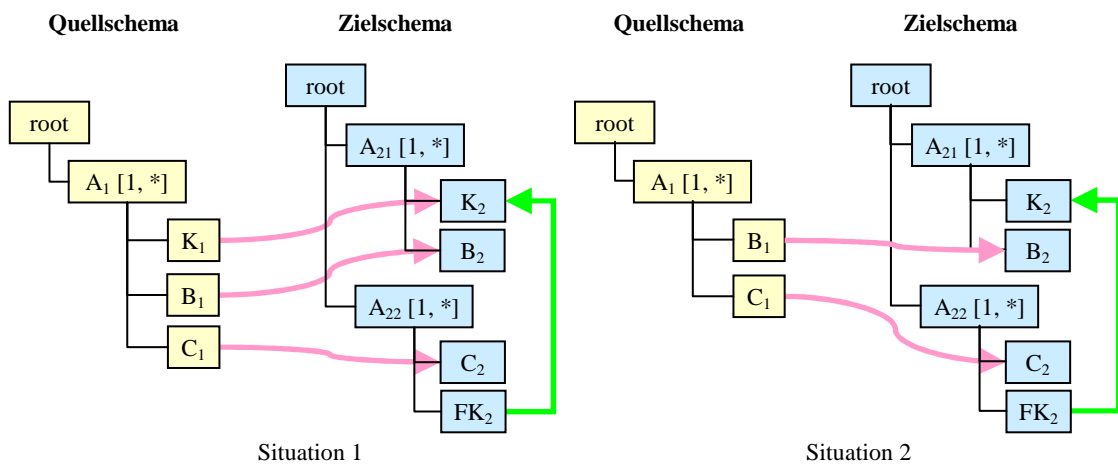 Quellschema Zielschema Quellschema Zielschema
root root
root root
A₂₁ [1, *] A₂₁ [1, *]
A₁ [1, *] A₁ [1, *]
K₂ K₂
K₁
B₁ B₂
B₂
B₁ C₁
A₂₂ [1, *] A₂₂ [1, *]
C₁ C₂ C₂
FK₂ FK₂
Situation 1 Situation 2